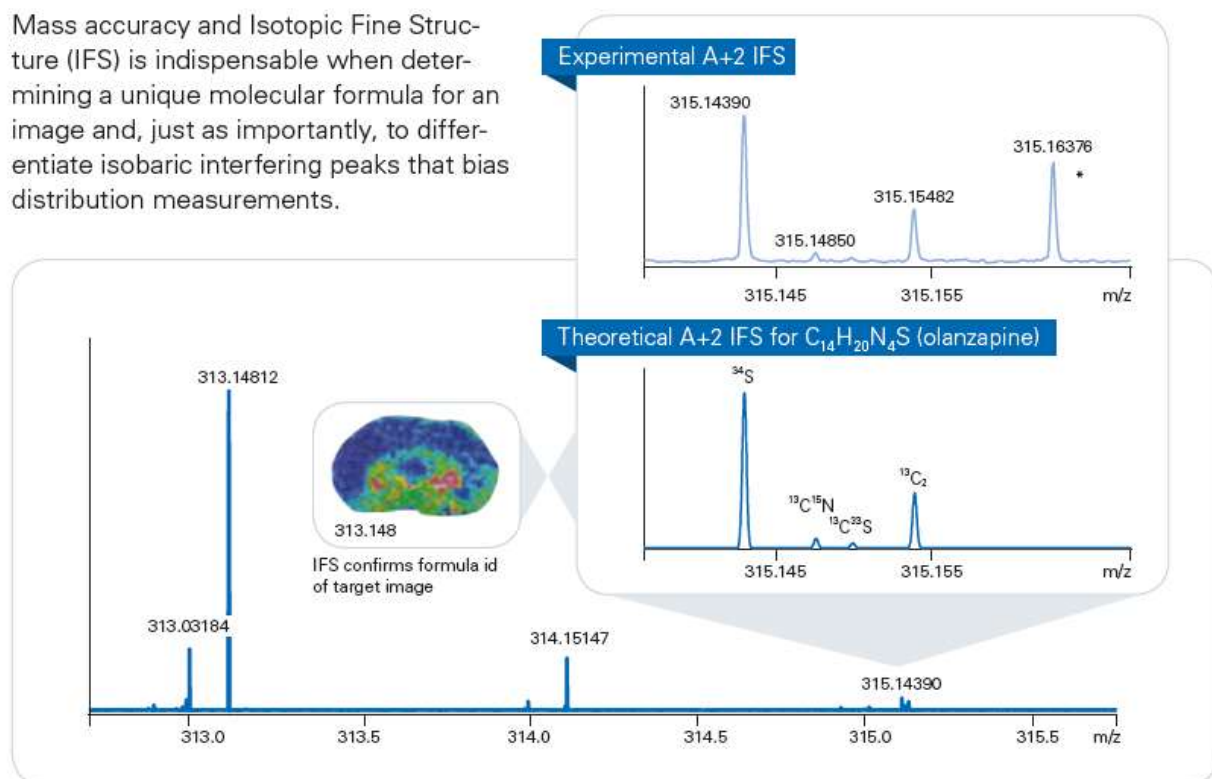 Mass accuracy and Isotopic Fine Struc-
ture (IFS) is indispensable when deter-
mining a unique molecular formula for an
image and, just as importantly, to differ-
entiate isobaric interfering peaks that bias
distribution measurements.
Experimental A+2 IFS
315.14390
315.14850
315.15482
315.16376
*
315.145
315.155
m/z
Theoretical A+2 IFS for C₁₄H₂₀N₄S (olanzapine)
³⁴S
¹³C¹⁵N
¹³C³³S
¹³C₂
315.145
315.155
m/z
313.14812
313.03184
313.148
IFS confirms formula id
of target image
314.15147
315.14390
313.0
313.5
314.0
314.5
315.0
315.5
m/z